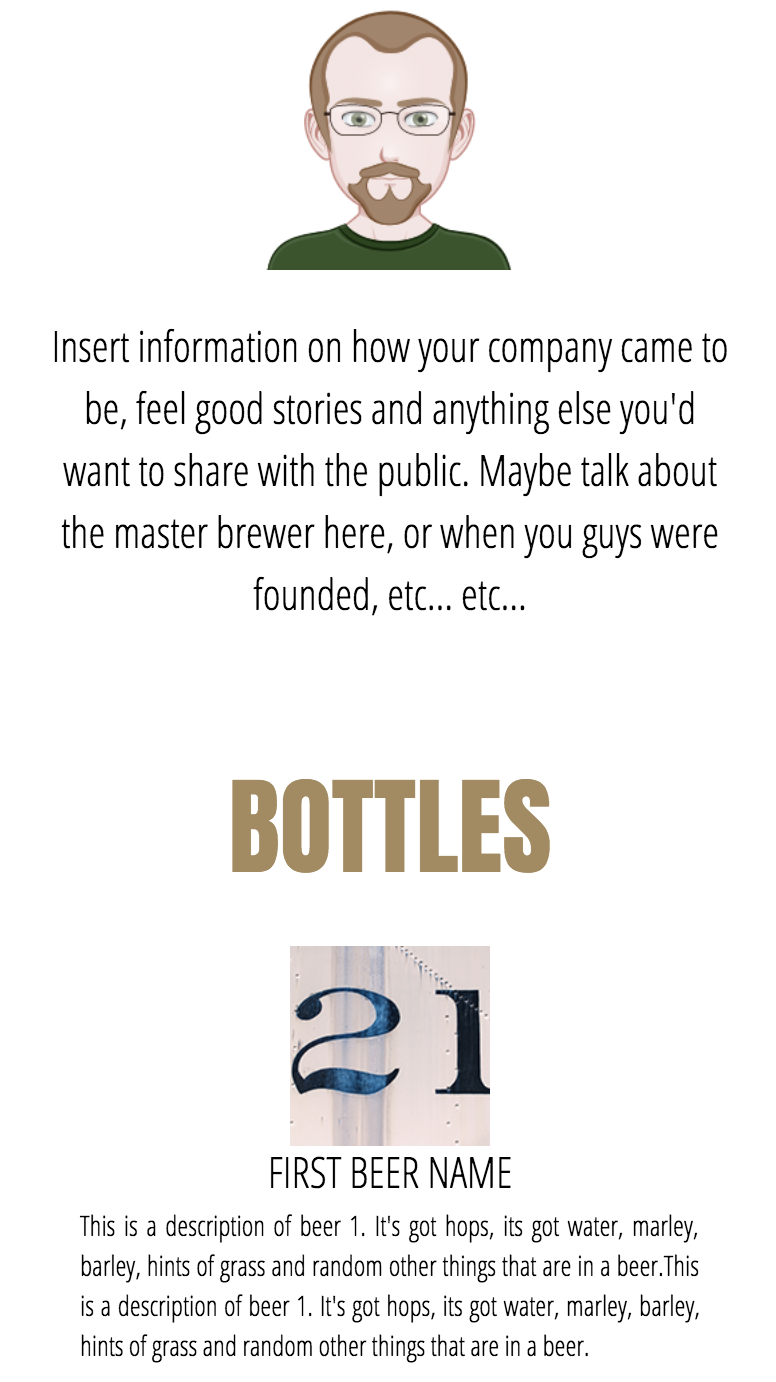 Insert information on how your company came to
be, feel good stories and anything else you'd
want to share with the public. Maybe talk about
the master brewer here, or when you guys were
founded, etc... etc...
BOTTLES
21
FIRST BEER NAME
This is a description of beer 1. It's got hops, its got water, marley,
barley, hints of grass and random other things that are in a beer.This
is a description of beer 1. It's got hops, its got water, marley, barley,
hints of grass and random other things that are in a beer.